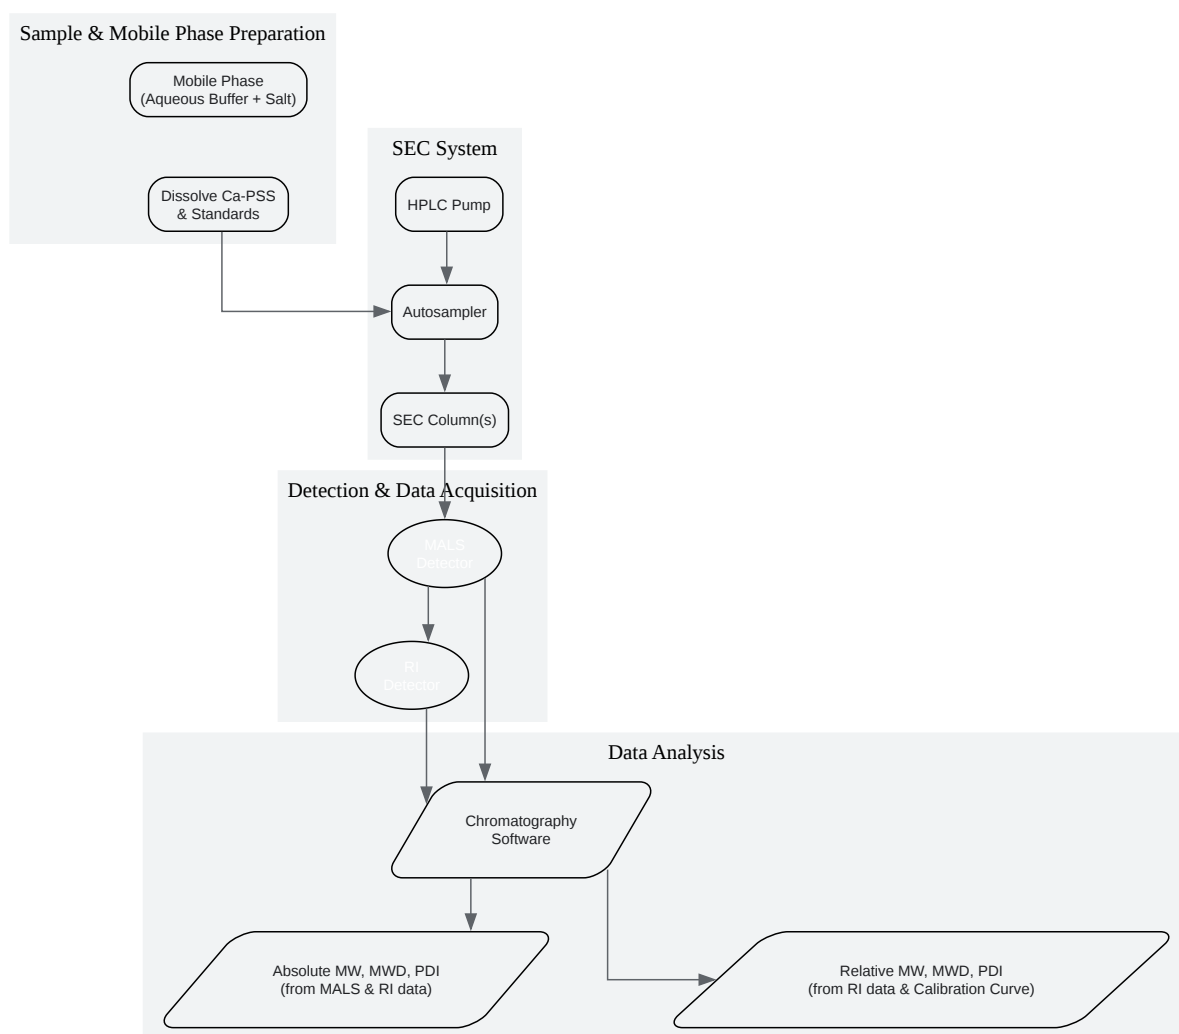 Sample & Mobile Phase Preparation
Mobile Phase
(Aqueous Buffer + Salt)
Dissolve Ca-PSS
& Standards
SEC System
HPLC Pump
Autosampler
SEC Column(s)
Detection & Data Acquisition
MALS
Detector
RI
Detector
Data Analysis
Chromatography
Software
Absolute MW, MWD, PDI
(from MALS & RI data)
Relative MW, MWD, PDI
(from RI data & Calibration Curve)